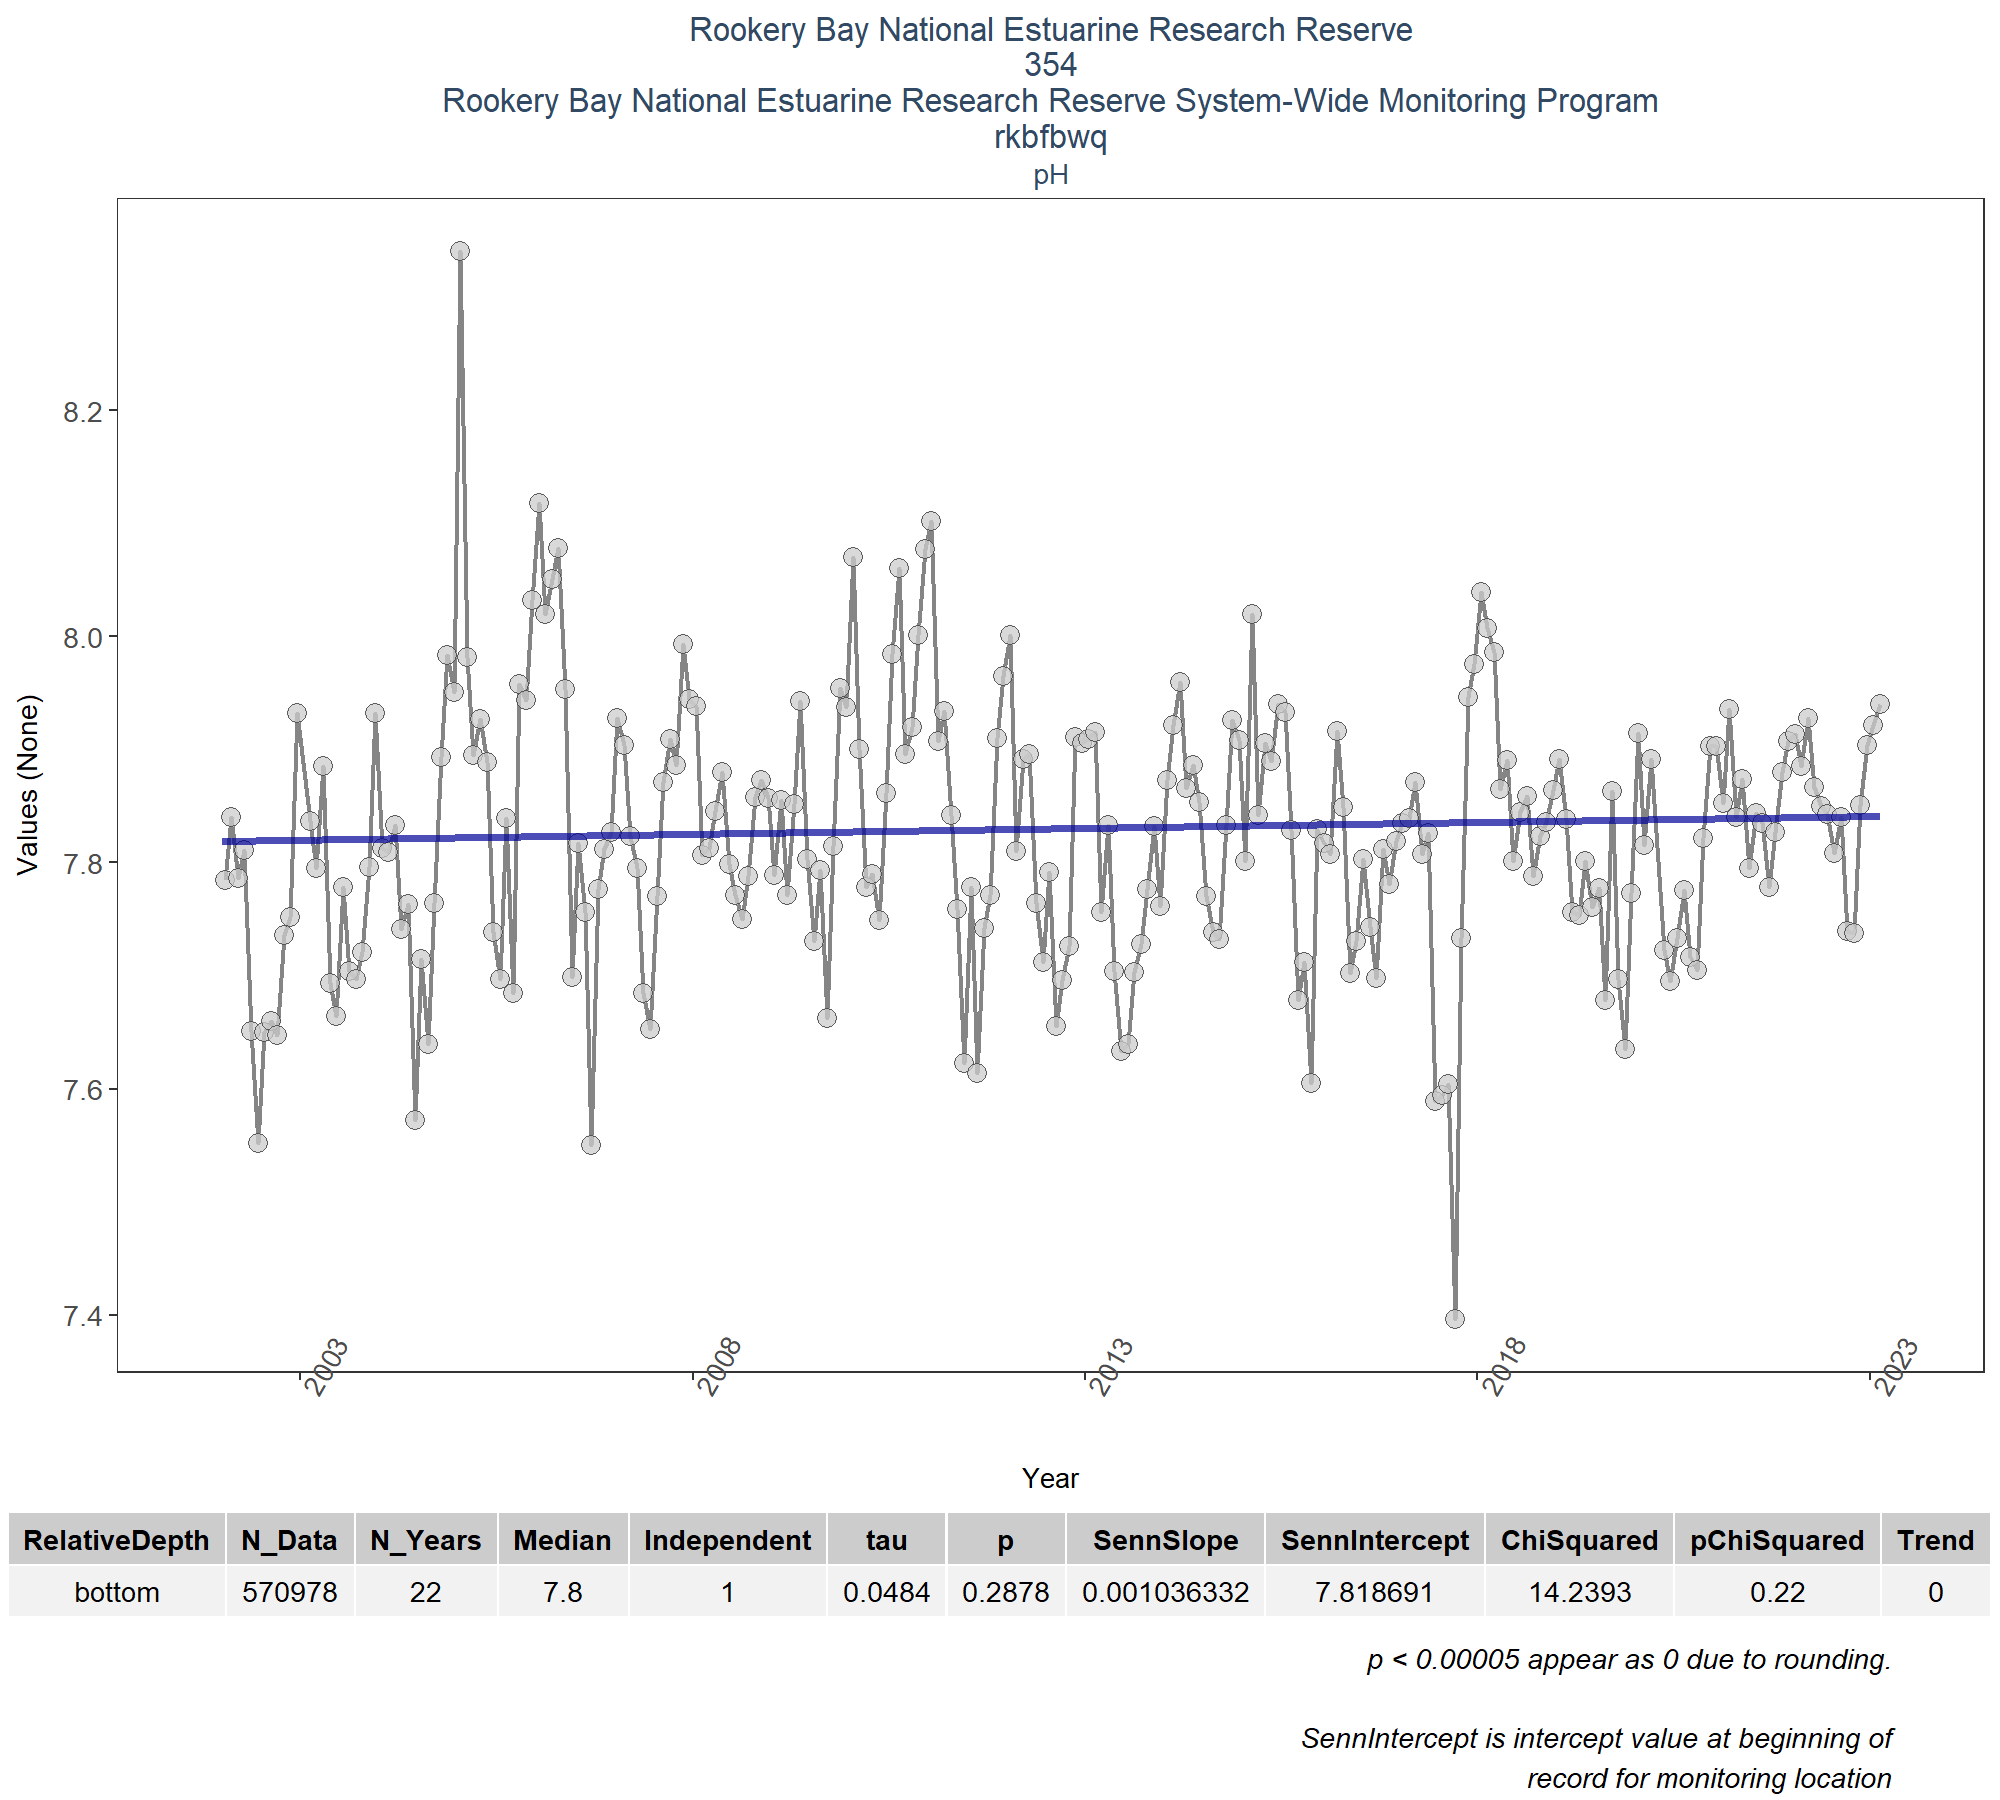 Rookery Bay National Estuarine Research Reserve
354
Rookery Bay National Estuarine Research Reserve System-Wide Monitoring Program
rkbfbwq
pH
Values (None)
8.2
8.0
7.8
7.6
7.4
2003 2008 2013 2018 2023
Year
RelativeDepth N_Data N_Years Median Independent tau p SennSlope SennIntercept ChiSquared pChiSquared Trend
bottom 570978 22 7.8 1 0.0484 0.2878 0.001036332 7.818691 14.2393 0.22 0
p < 0.00005 appear as 0 due to rounding.
SennIntercept is intercept value at beginning of
record for monitoring location